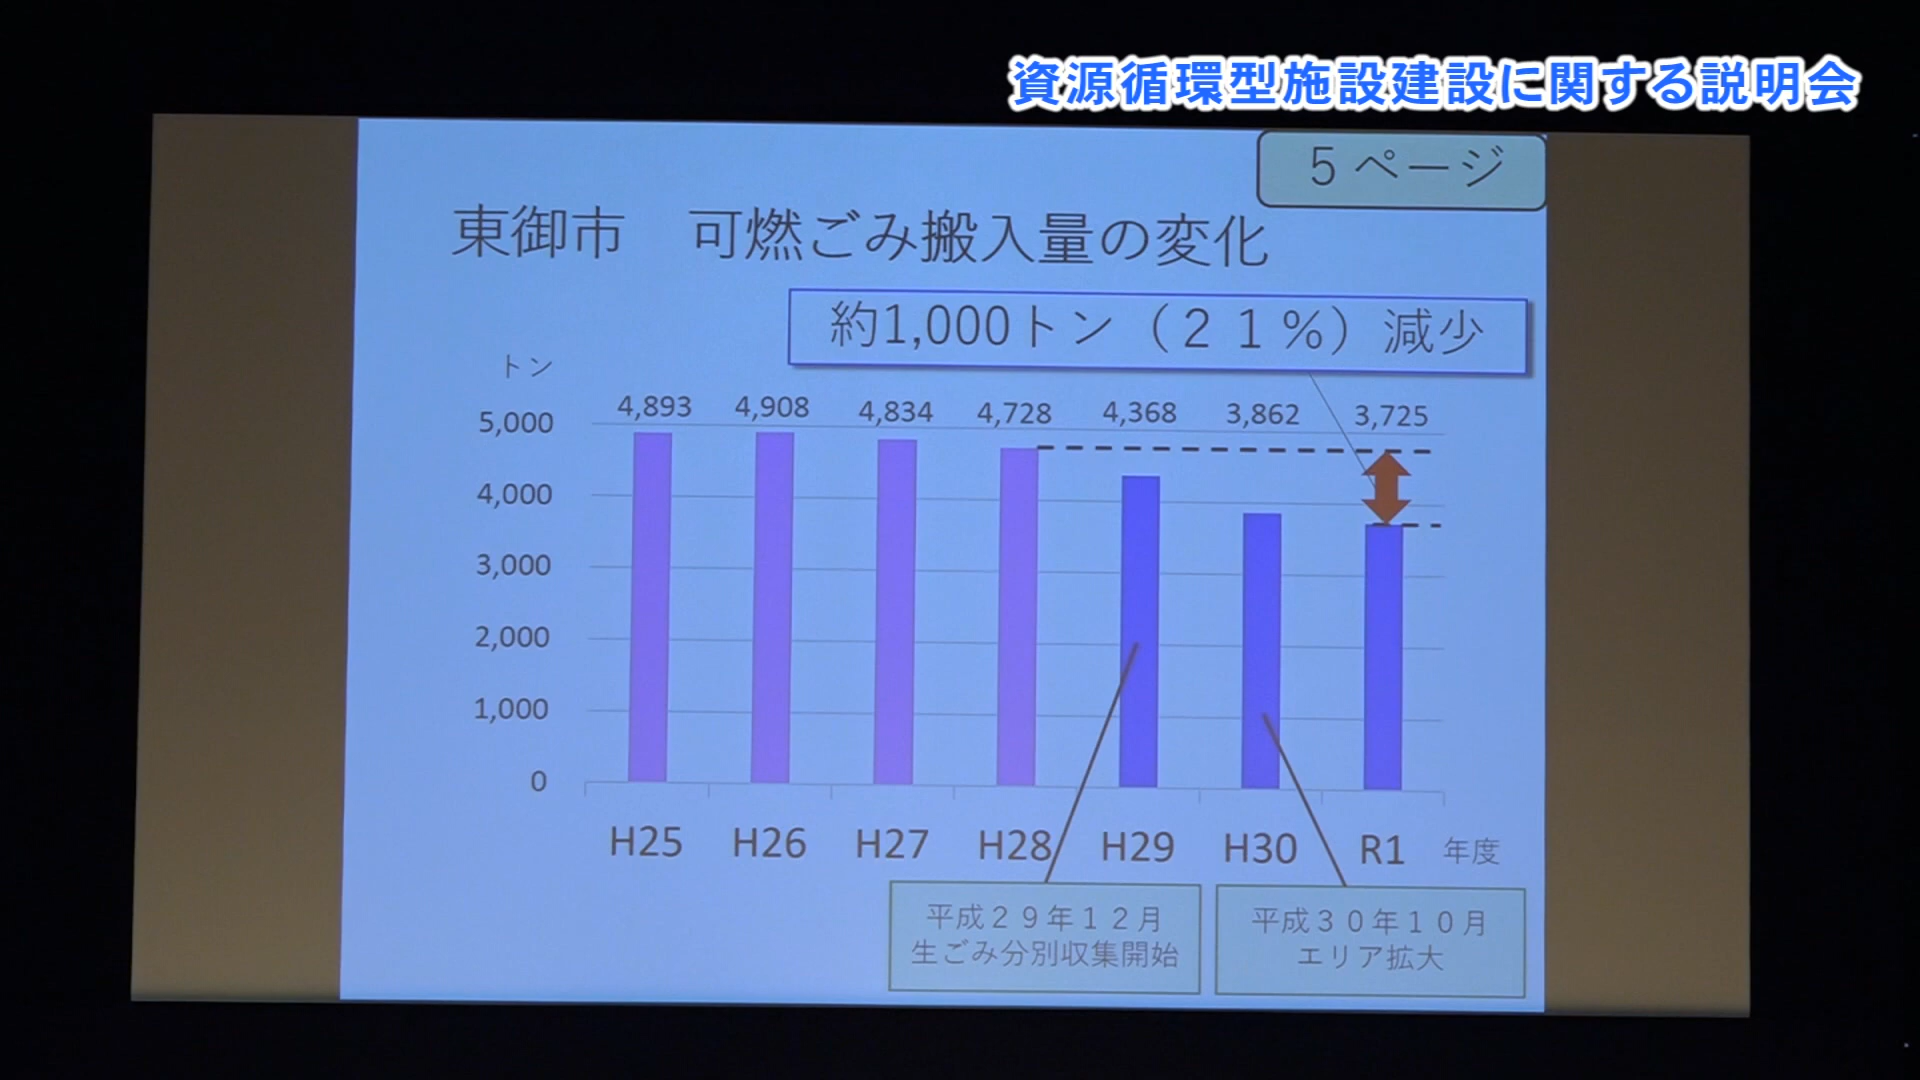 資源循環型施設建設に関する説明会
5ページ
東御市　可燃ごみ搬入量の変化
約1,000トン（２１％）減少
トン
4,893 4,908 4,834 4,728 4,368 3,862 3,725
5,000
4,000
3,000
2,000
1,000
0
H25 H26 H27 H28 H29 H30 R1 年度
平成２９年１２月
生ごみ分別収集開始
平成３０年１０月
エリア拡大